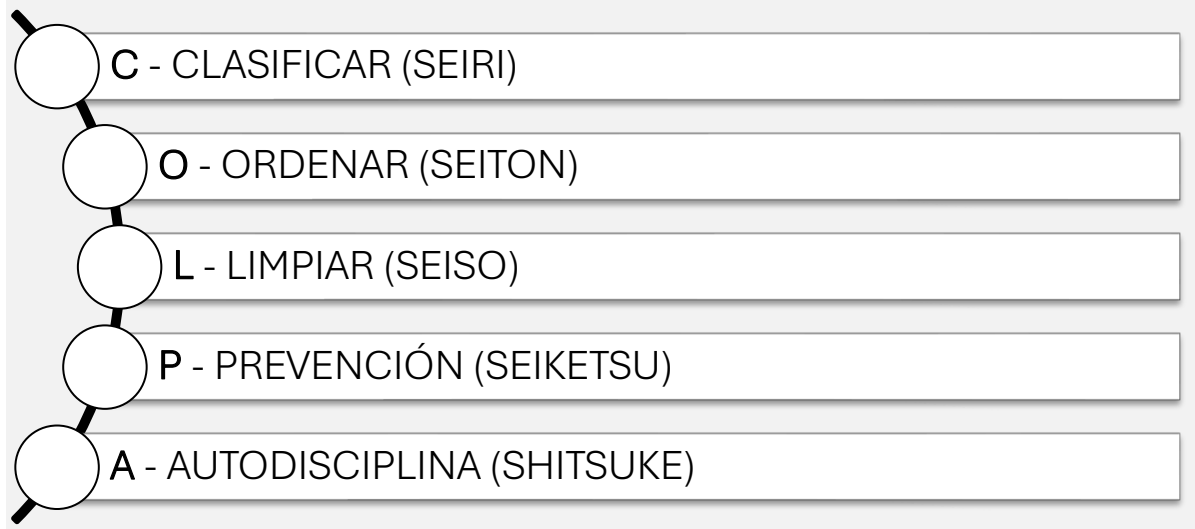 C - CLASIFICAR (SEIRI)
O - ORDENAR (SEITON)
L - LIMPIAR (SEISO)
P - PREVENCIÓN (SEIKETSU)
A - AUTODISCIPLINA (SHITSUKE)